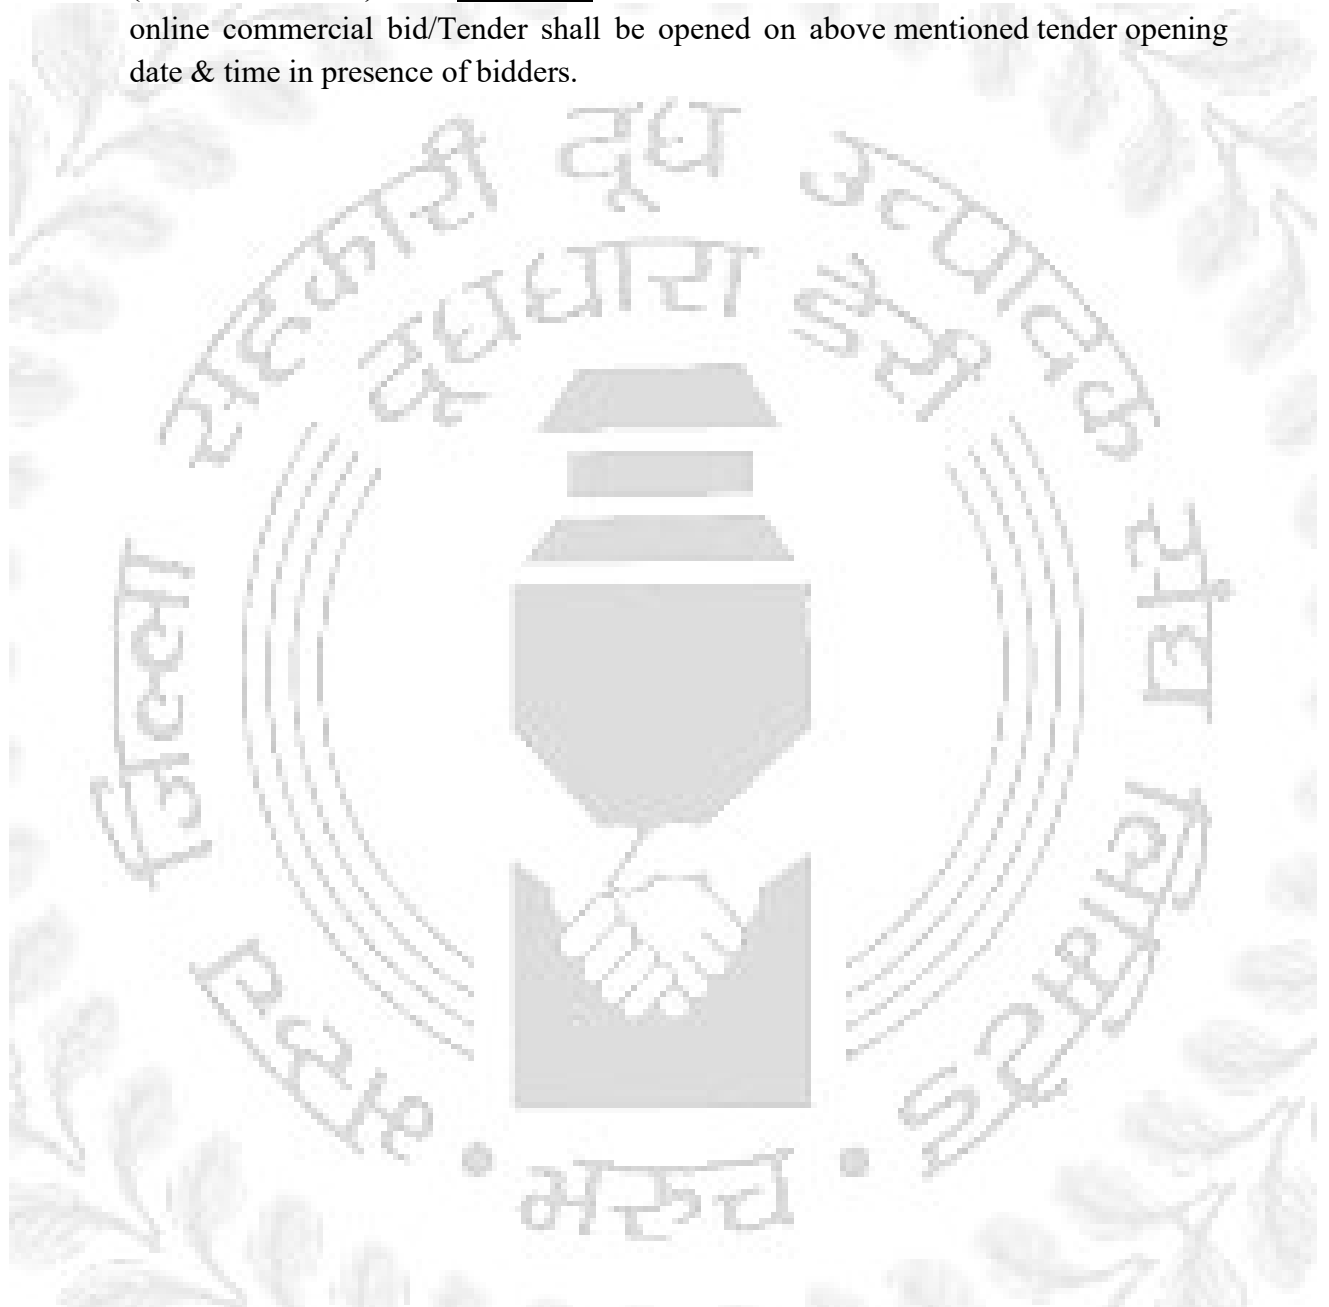 online commercial bid/Tender shall be opened on above mentioned tender opening
date & time in presence of bidders.
भरूच जिल्ला सहकारी दूध उत्पादक संघ लिमिटेड
दूधधारा डेरी
भरूच